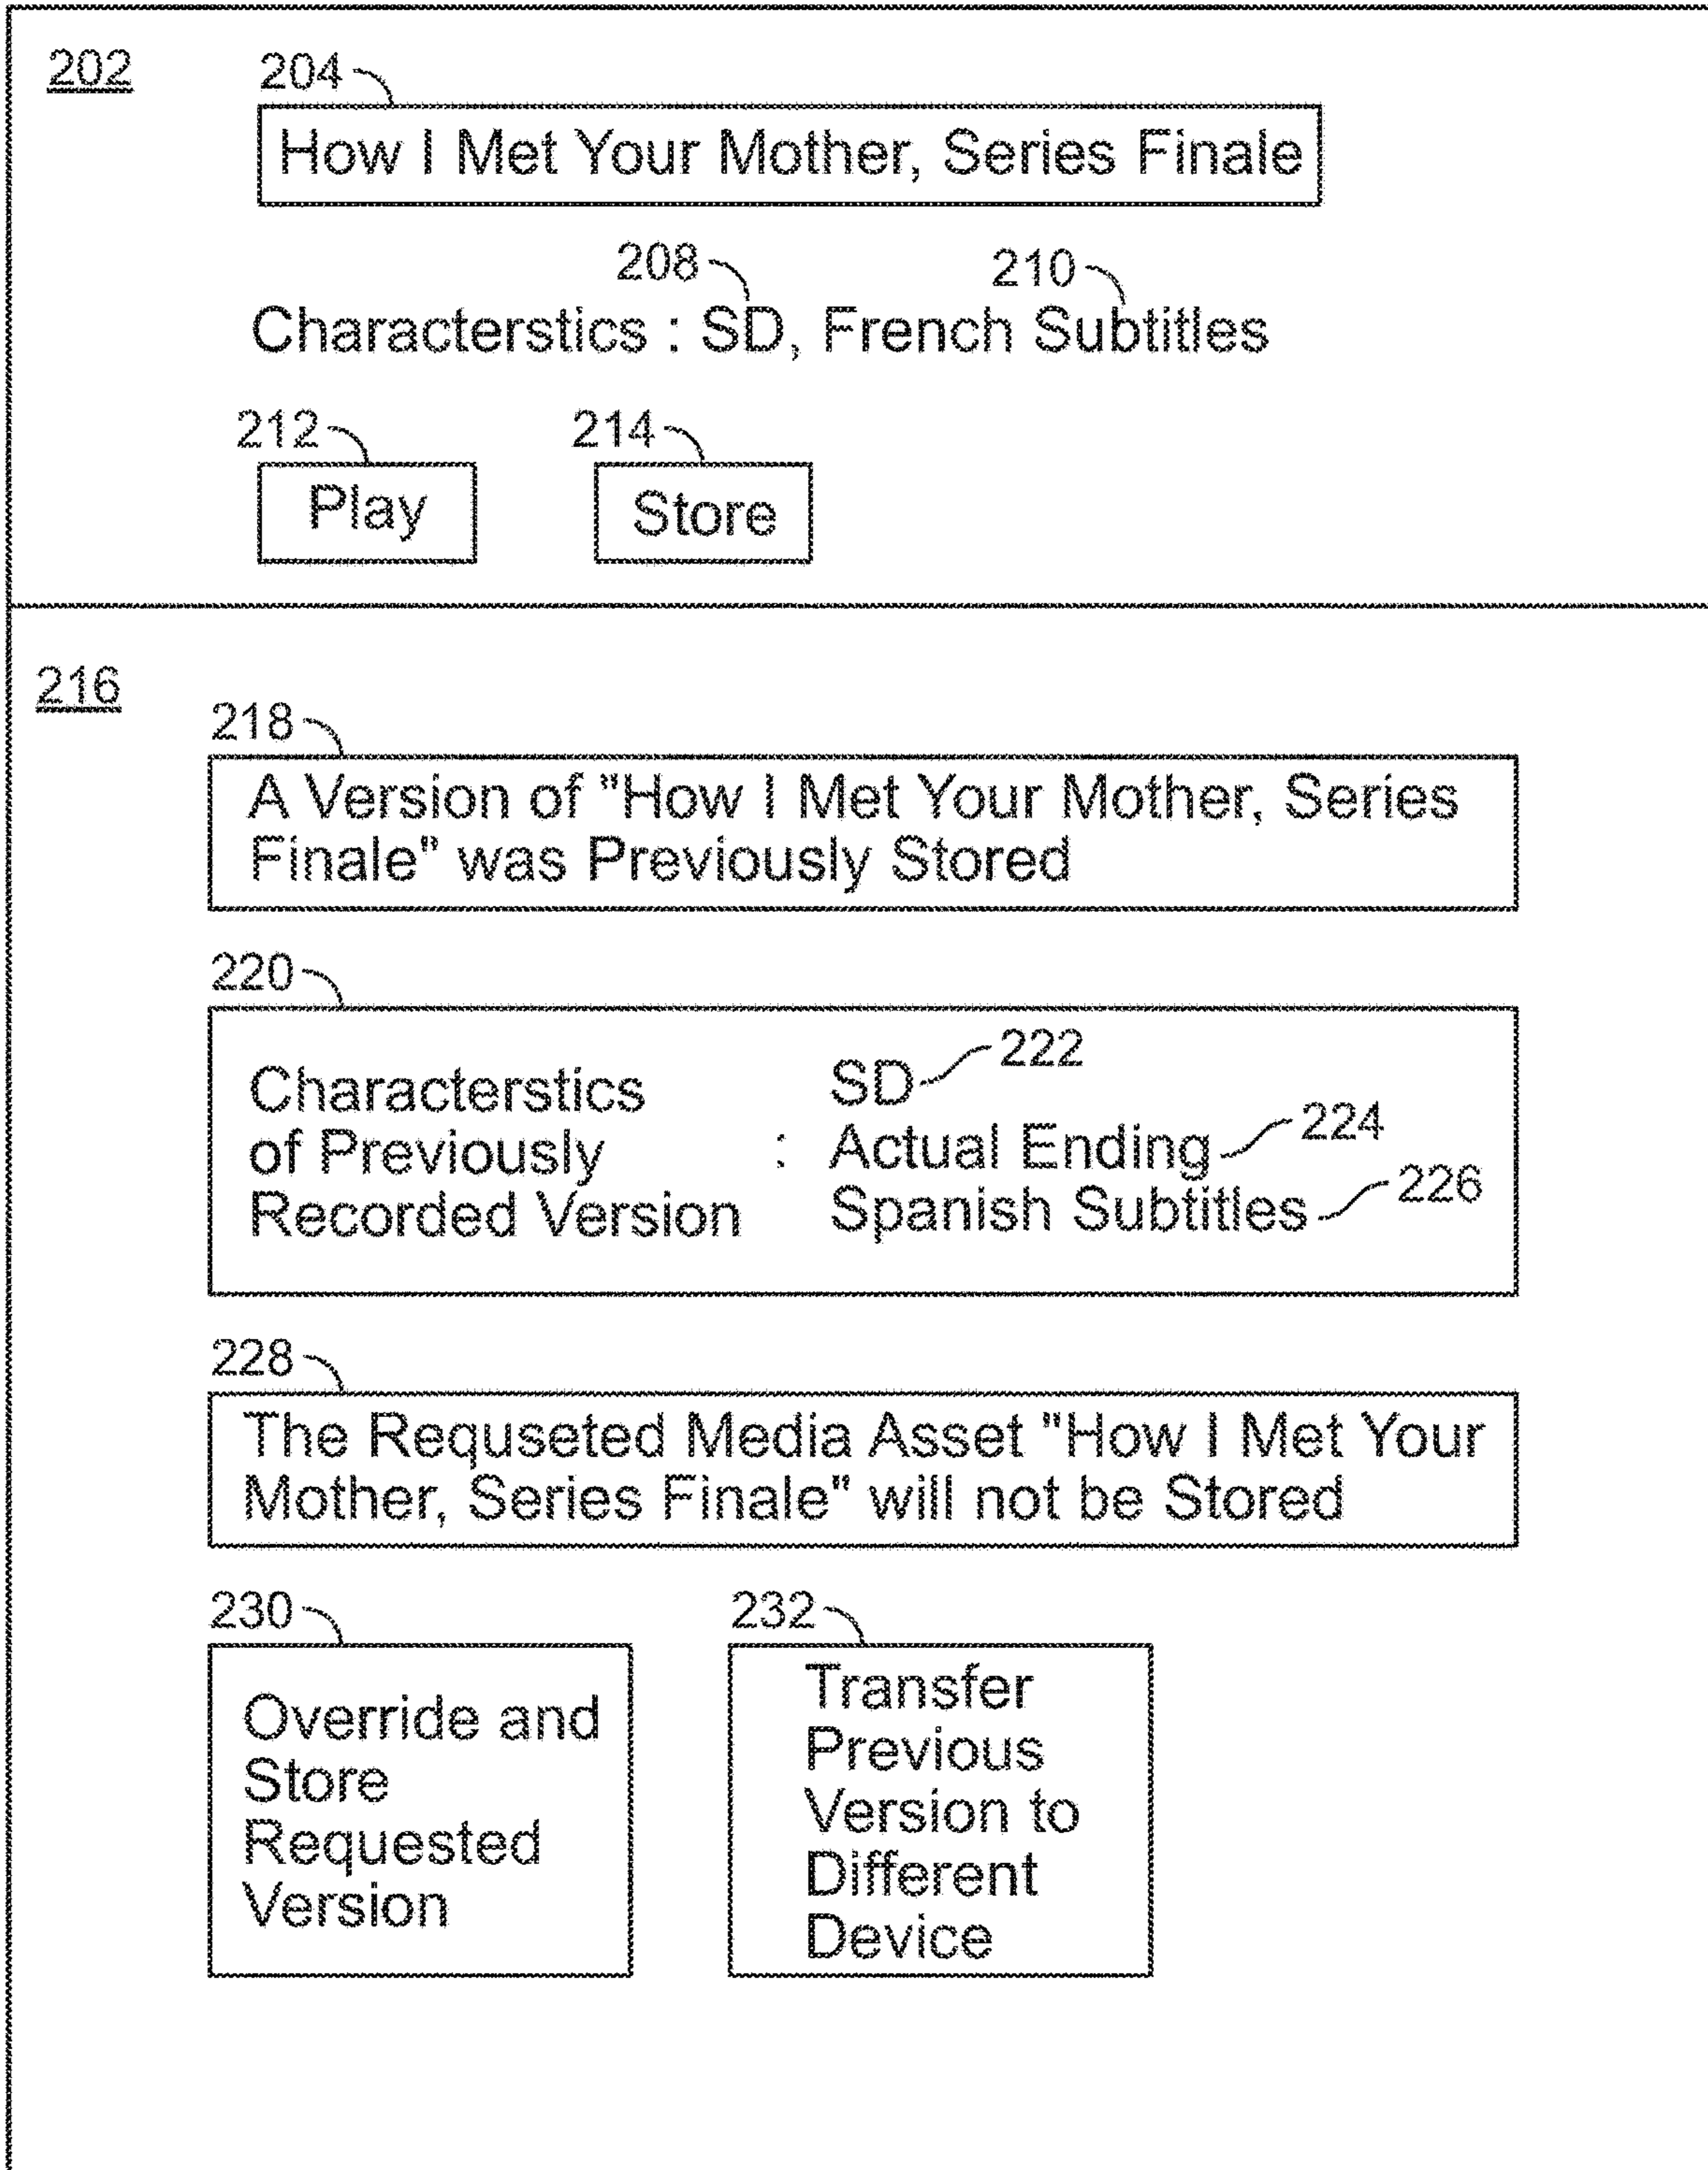 202
204
How I Met Your Mother, Series Finale
208 210
Characterstics : SD, French Subtitles
212 214
Play Store
216
218
A Version of "How I Met Your Mother, Series
Finale" was Previously Stored
220
Characterstics
of Previously
Recorded Version
:
SD 222
Actual Ending 224
Spanish Subtitles 226
228
The Requseted Media Asset "How I Met Your
Mother, Series Finale" will not be Stored
230
Override and
Store
Requested
Version
232
Transfer
Previous
Version to
Different
Device